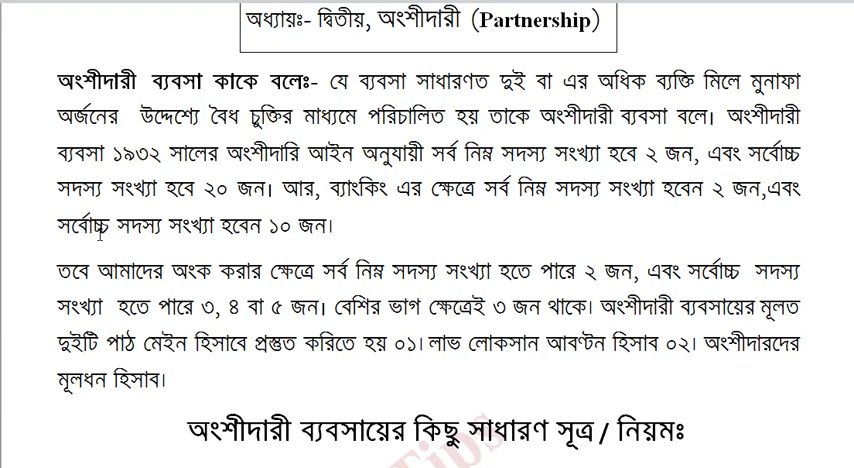 অধ্যায়ঃ- দ্বিতীয়, অংশীদারী (Partnership)
অংশীদারী ব্যবসা কাকে বলেঃ- যে ব্যবসা সাধারণত দুই বা এর অধিক ব্যক্তি মিলে মুনাফা
অর্জনের উদ্দেশ্যে বৈধ চুক্তির মাধ্যমে পরিচালিত হয় তাকে অংশীদারী ব্যবসা বলে। অংশীদারী
ব্যবসা ১৯৩২ সালের অংশীদারি আইন অনুযায়ী সর্ব নিম্ন সদস্য সংখ্যা হবে ২ জন, এবং সর্বোচ্চ
সদস্য সংখ্যা হবে ২০ জন। আর, ব্যাংকিং এর ক্ষেত্রে সর্ব নিম্ন সদস্য সংখ্যা হবেন ২ জন,এবং
সর্বোচ্চ সদস্য সংখ্যা হবেন ১০ জন।
তবে আমাদের অংক করার ক্ষেত্রে সর্ব নিম্ন সদস্য সংখ্যা হতে পারে ২ জন, এবং সর্বোচ্চ সদস্য
সংখ্যা হতে পারে ৩, ৪ বা ৫ জন। বেশির ভাগ ক্ষেত্রেই ৩ জন থাকে। অংশীদারী ব্যবসায়ের মূলত
দুইটি পাঠ মেইন হিসাবে প্রস্তুত করিতে হয় ০১। লাভ লোকসান আবণ্টন হিসাব ০২। অংশীদারদের
মূলধন হিসাব।
অংশীদারী ব্যবসায়ের কিছু সাধারণ সূত্র / নিয়মঃ
Tips